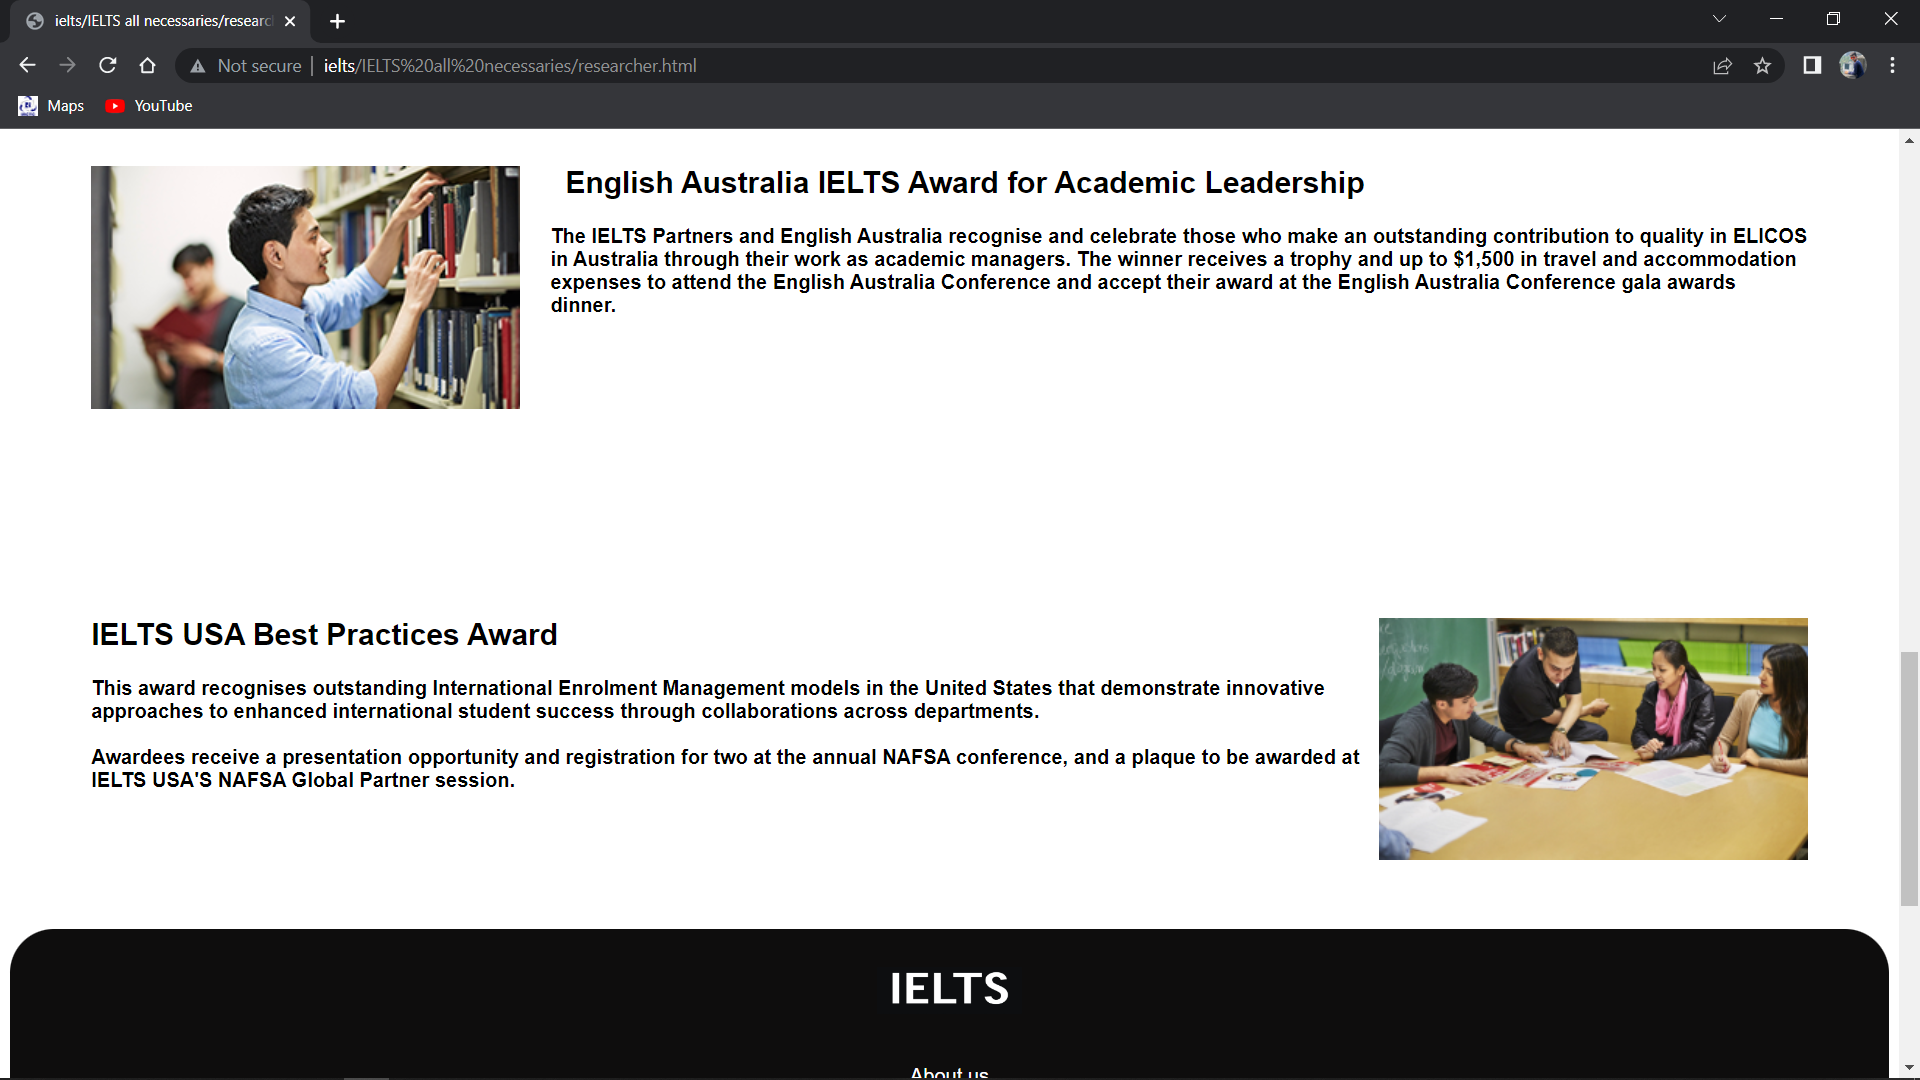 ielts/IELTS all necessaries/researc
Not secure
ielts/IELTS%20all%20necessaries/researcher.html
Maps
YouTube
English Australia IELTS Award for Academic Leadership
The IELTS Partners and English Australia recognise and celebrate those who make an outstanding contribution to quality in ELICOS
in Australia through their work as academic managers. The winner receives a trophy and up to $1,500 in travel and accommodation
expenses to attend the English Australia Conference and accept their award at the English Australia Conference gala awards
dinner.
IELTS USA Best Practices Award
This award recognises outstanding International Enrolment Management models in the United States that demonstrate innovative
approaches to enhanced international student success through collaborations across departments.
Awardees receive a presentation opportunity and registration for two at the annual NAFSA conference, and a plaque to be awarded at
IELTS USA'S NAFSA Global Partner session.
IELTS
About us